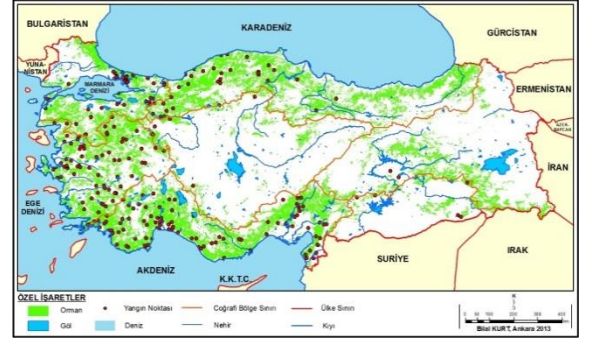 BULGARİSTAN
KARADENİZ
GÜRCİSTAN
YUNA-
NİSTAN
MARMARA
DENİZİ
ERMENİSTAN
İRAN
EGE
DENİZİ
AKDENİZ
K.K.T.C.
SURİYE
IRAK
ÖZEL İŞARETLER
Orman
Yangın Noktası
Coğrafi Bölge Sınırı
Ülke Sınırı
Göl
Deniz
Nehir
Kıyı
Bilal KURT, Ankara 2013